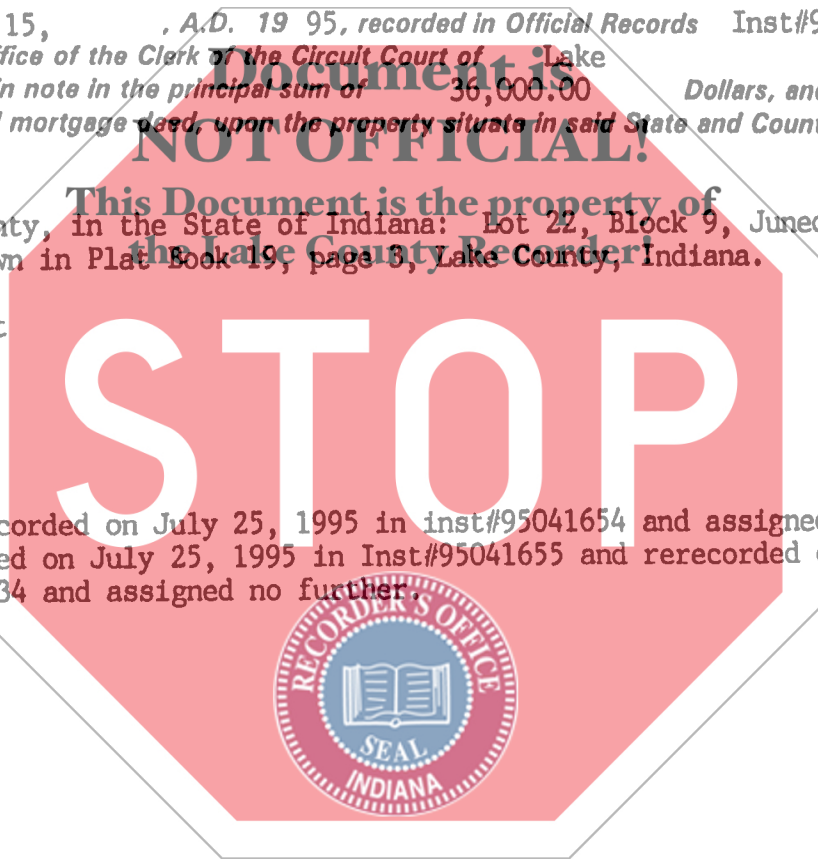 15, , A.D. 19 95, recorded in Official Records Inst#9
ffice of the Clerk of the Circuit Court of Lake
in note in the principal sum of 36,000.00 Dollars, and
mortgage deed, upon the property situate in said State and Count
Document is
NOT OFFICIAL!
This Document is the property of
the Lake County Recorder!
nty, in the State of Indiana: Lot 22, Block 9, Juned
wn in Plat Book 19, page 3, Lake County, Indiana.
STOP
corded on July 25, 1995 in inst#95041654 and assigned
ed on July 25, 1995 in Inst#95041655 and rerecorded
34 and assigned no further.
RECORDER'S OFFICE
SEAL
INDIANA